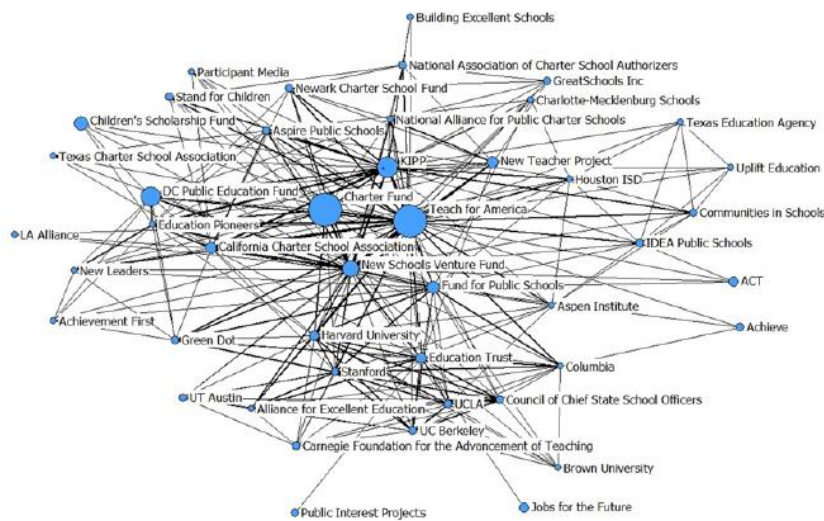 Building Excellent Schools
National Association of Charter School Authorizers
Participant Media
GreatSchools Inc
Newark Charter School Fund
Stand for Children
Charlotte-Mecklenburg Schools
National Alliance for Public Charter Schools
Children's Scholarship Fund
Texas Education Agency
Aspire Public Schools
Texas Charter School Association
KIPP
New Teacher Project
Uplift Education
Houston ISD
DC Public Education Fund
Charter Fund
Teach for America
Communities in Schools
Education Pioneers
LA Alliance
California Charter School Association
IDEA Public Schools
New Leaders
New Schools Venture Fund
ACT
Fund for Public Schools
Aspen Institute
Achievement First
Achieve
Green Dot
Harvard University
Education Trust
Columbia
Stanford
UT Austin
Council of Chief State School Officers
UCLA
Alliance for Excellent Education
UC Berkeley
Carnegie Foundation for the Advancement of Teaching
Brown University
Jobs for the Future
Public Interest Projects